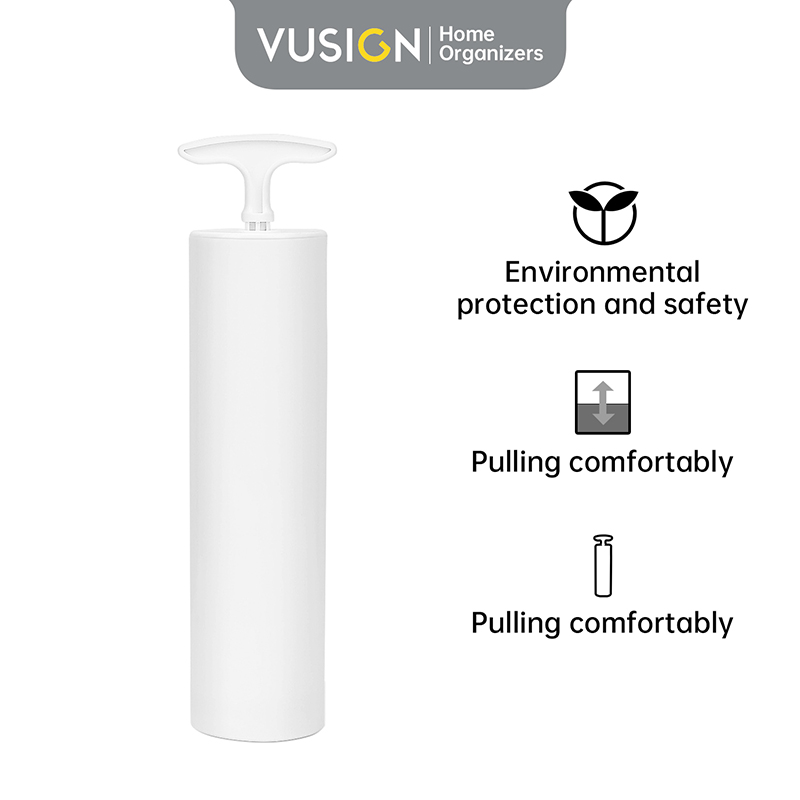 VUSIGN Home
Organizers
Environmental
protection and safety
Pulling comfortably
Pulling comfortably